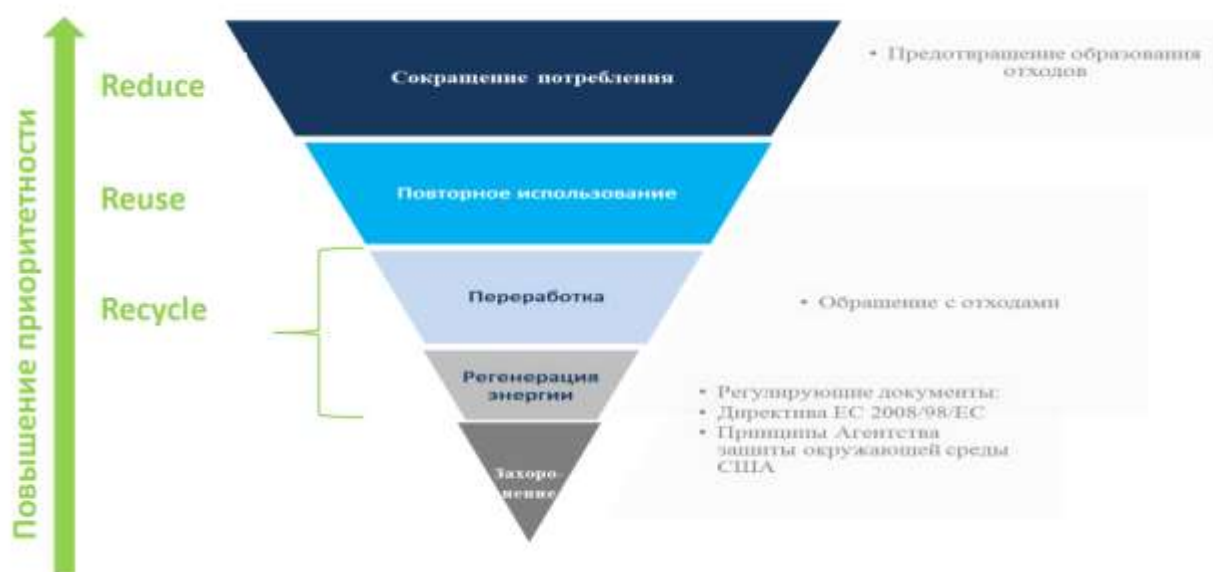 Повышение приоритетности
Reduce
Сокращение потребления
• Предотвращение образования
отходов
Reuse
Повторное использование
Recycle
Переработка
• Обращение с отходами
Регенерация
энергии
• Регулирующие документы:
• Директива ЕС 2008/98/ЕС
• Принципы Агентства
защиты окружающей среды
США
Захоро-
нение